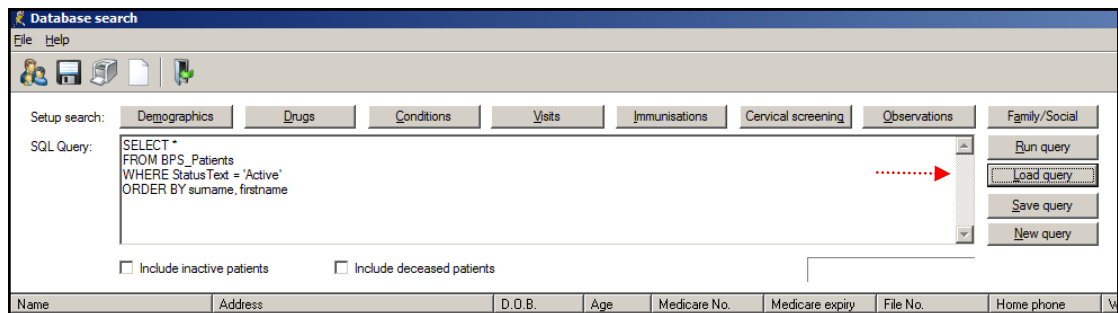 Database search
File Help
Setup search: Demographics Drugs Conditions Visits Immunisations Cervical screening Observations Family/Social
SQL Query: SELECT *
FROM BPS_Patients
WHERE StatusText = 'Active'
ORDER BY surname, firstname
Run query
Load query
Save query
New query
Include inactive patients Include deceased patients
Name Address D.O.B. Age Medicare No. Medicare expiry File No. Home phone